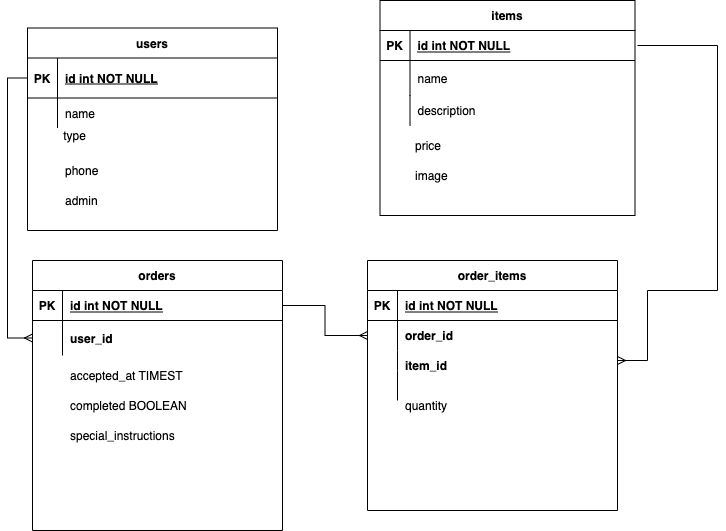 users
PK id int NOT NULL
name
type
phone
admin
items
PK id int NOT NULL
name
description
price
image
orders
PK id int NOT NULL
user_id
accepted_at TIMEST
completed BOOLEAN
special_instructions
order_items
PK id int NOT NULL
order_id
item_id
quantity